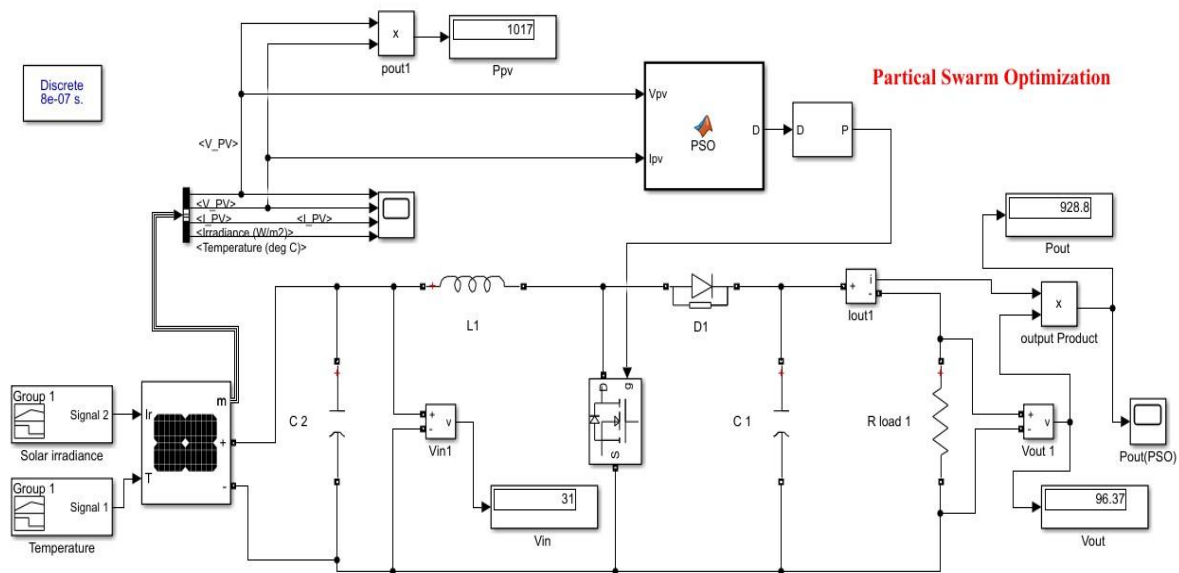 Discrete
8e-07 s.
x
pout1
1017
Ppv
Partical Swarm Optimization
Vpv
Ipv
PSO
D
D
P
<V_PV>
<V_PV>
<I_PV>
<I_PV>
<Irradiance (W/m2)>
<Temperature (deg C)>
928.8
Pout
+
L1
D1
+
i
-
Iout1
x
output Product
Group 1
Signal 2
Solar irradiance
Group 1
Signal 1
Temperature
Ir
T
m
+
-
+
C 2
+
-
v
Vin1
31
Vin
g
D
S
+
C 1
+
R load 1
+
-
v
Vout 1
Pout(PSO)
96.37
Vout